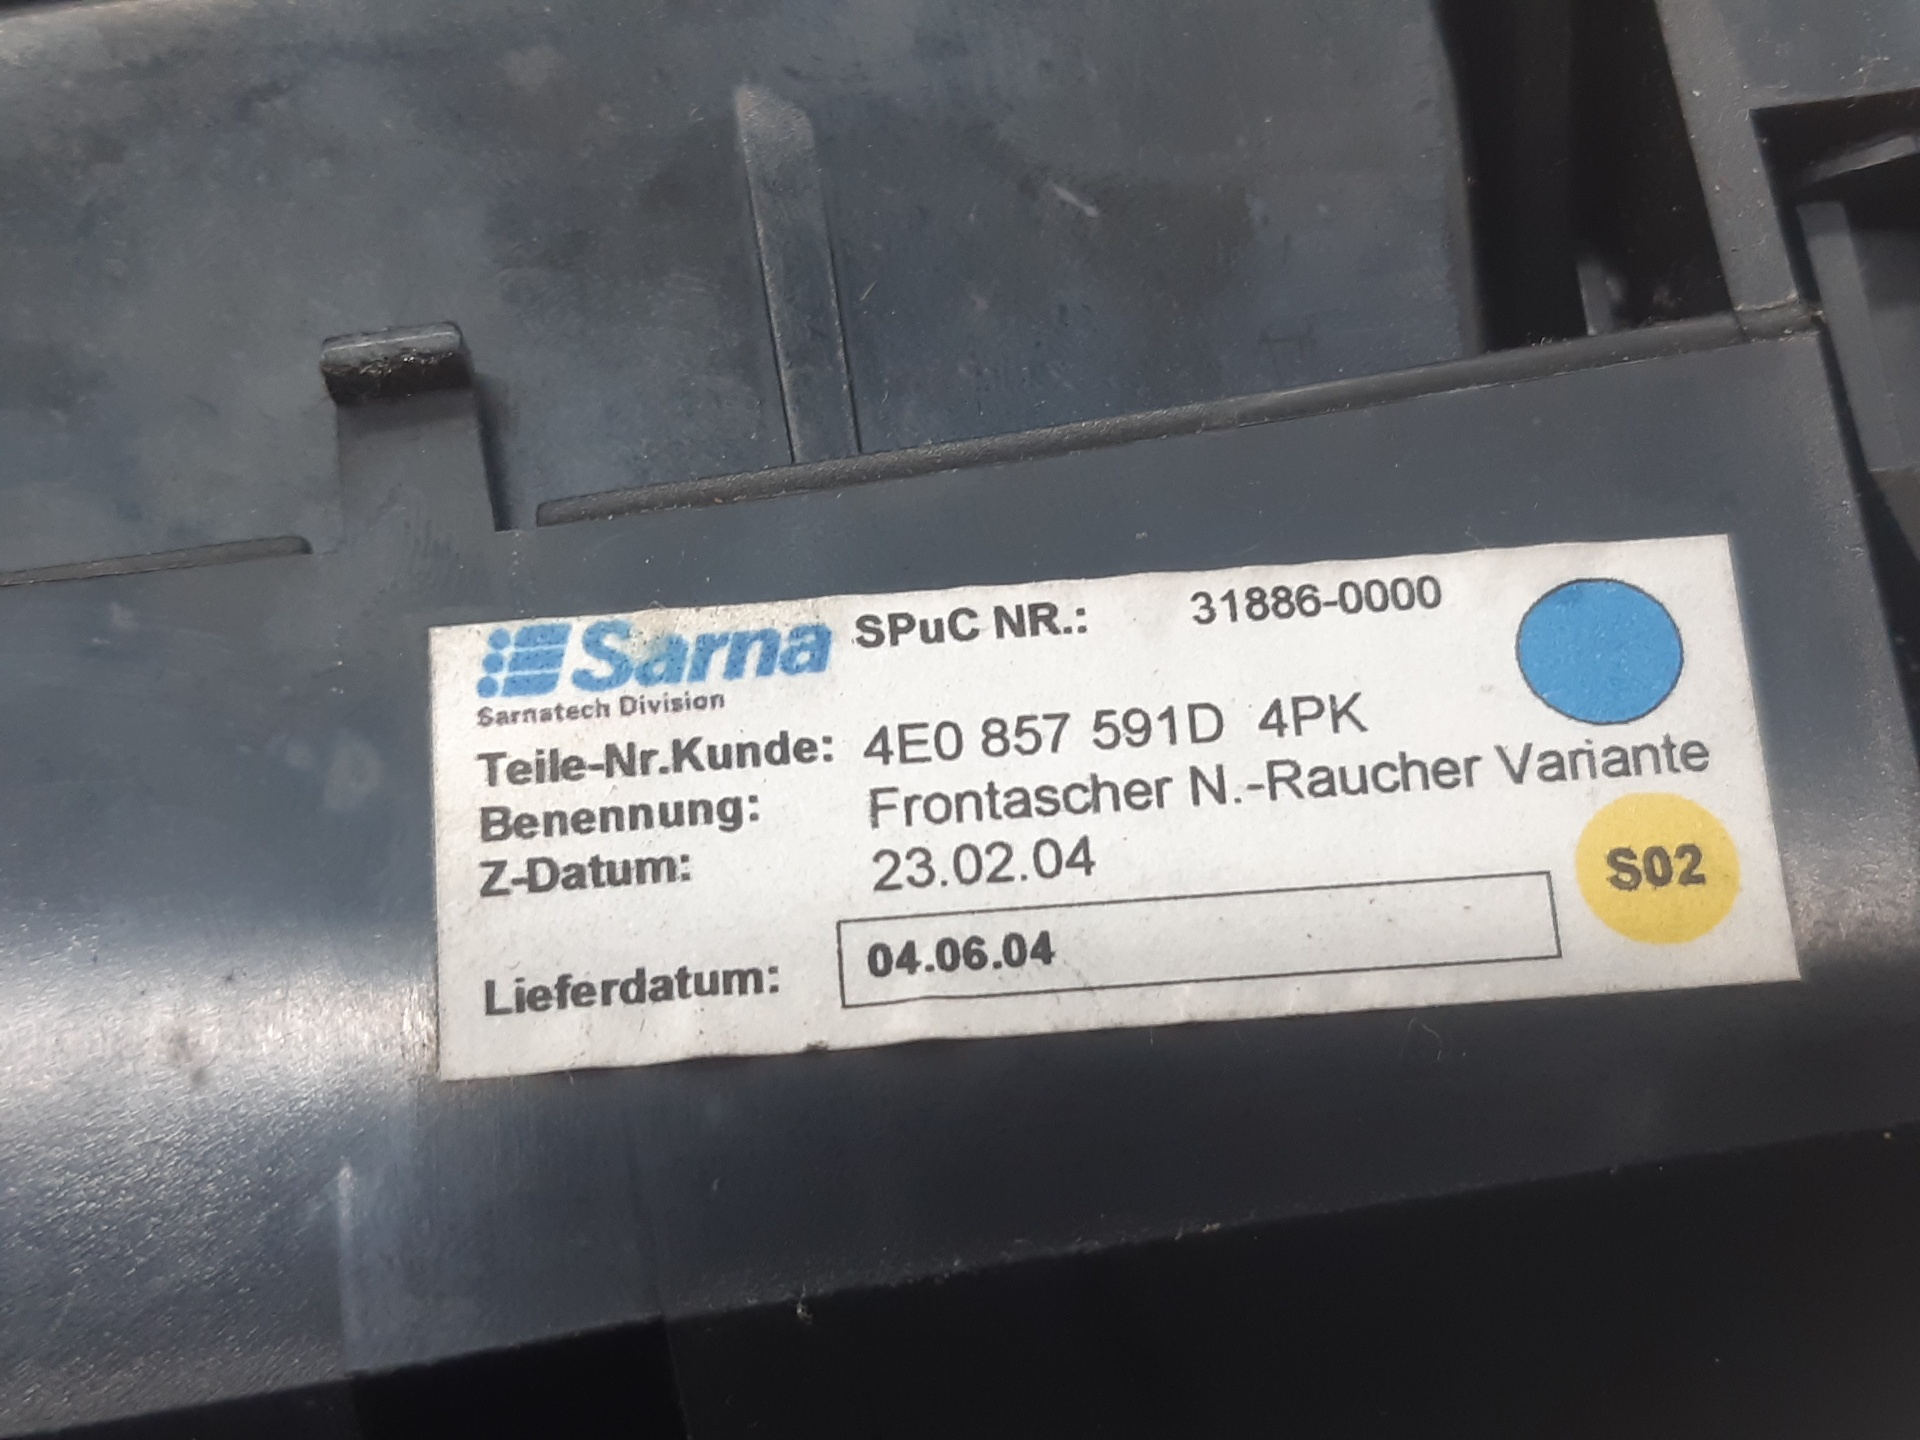 Sarna SPuC NR.: 31886-0000
Sarnatech Division
Teile-Nr.Kunde: 4E0 857 591D 4PK
Benennung: Frontascher N.-Raucher Variante
Z-Datum: 23.02.04
S02
Lieferdatum: 04.06.04